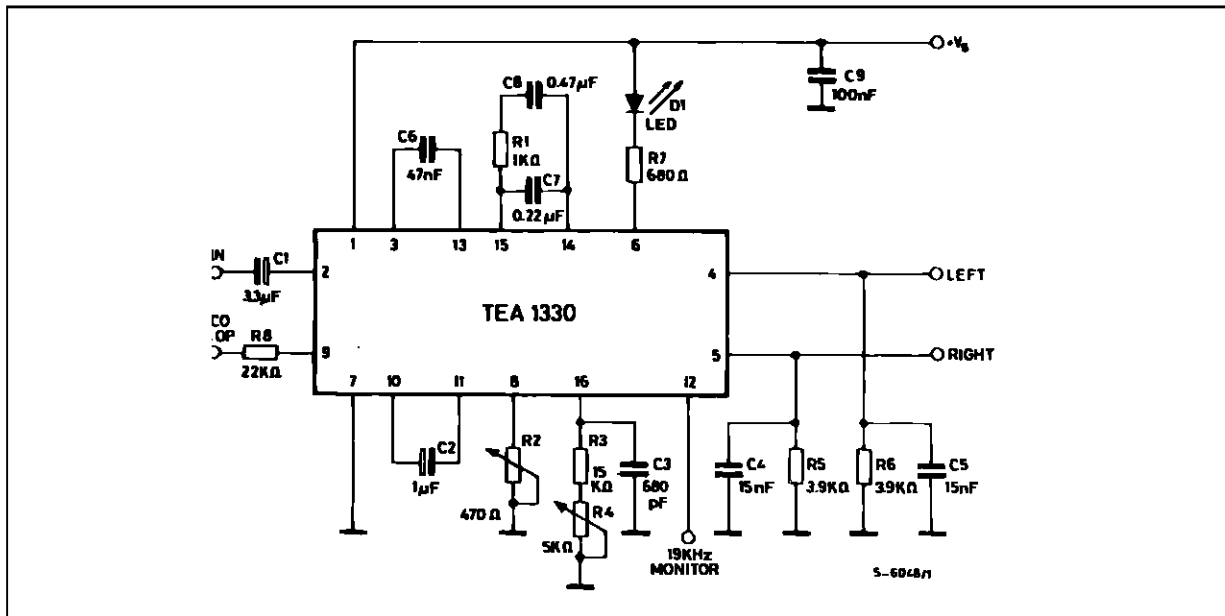 +Vs
C9
100nF
C8 0.47µF
D1
LED
R1
1KΩ
C6
47nF
R7
680Ω
C7
0.22µF
1 3 13 15 14 6
IN
C1
3.3µF
2
4
LEFT
TEA 1330
CO
OP
R8
22KΩ
9
5
RIGHT
7 10 11 8 16 12
C2
1µF
R2
470Ω
R3
15
KΩ
R4
5KΩ
C3
680
pF
C4
15nF
R5
3.9KΩ
R6
3.9KΩ
C5
15nF
19KHz
MONITOR
S-6048/1